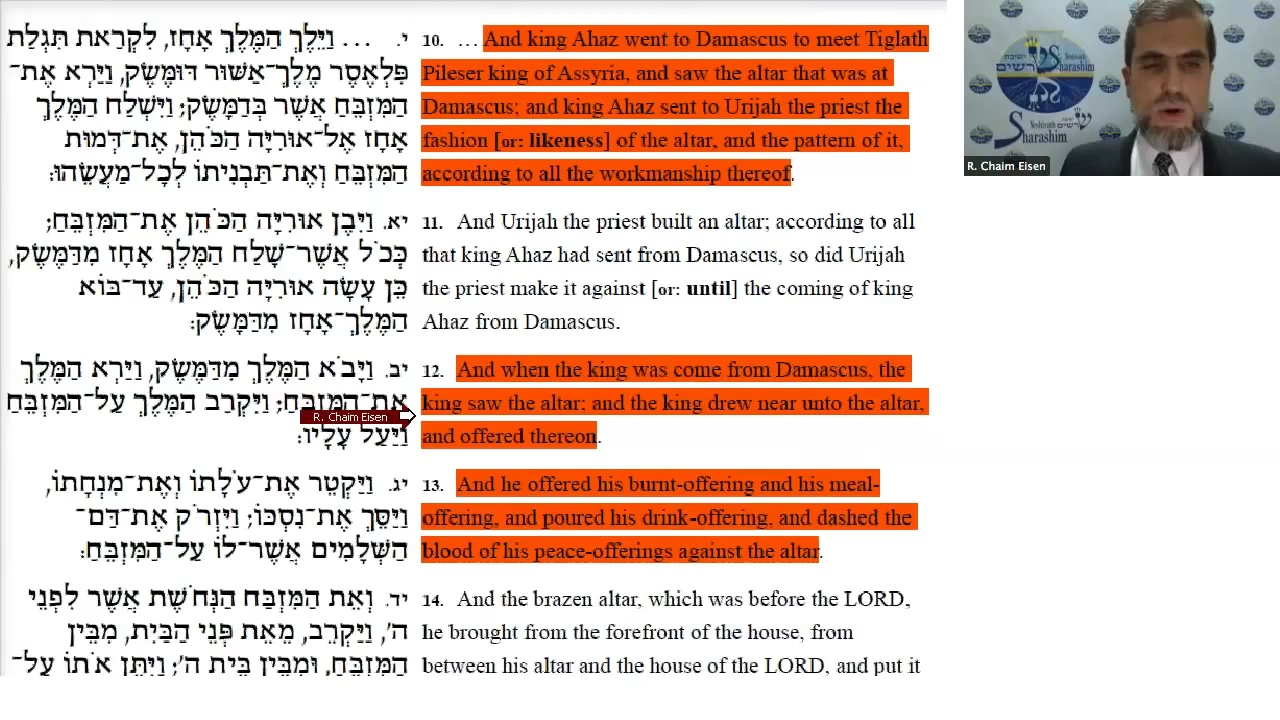 י. ... וַיֵּלֶךְ הַמֶּלֶךְ אָחָז, לִקְרַאת תִּגְלַת
פִּלְאֶסֶר מֶלֶךְ־אַשּׁוּר דּוּמֶּשֶׂק, וַיַּרְא אֶת־
הַמִּזְבֵּחַ אֲשֶׁר בְּדַמָּשֶׂק; וַיִּשְׁלַח הַמֶּלֶךְ
אָחָז אֶל־אוּרִיָּה הַכֹּהֵן, אֶת־דְּמוּת
הַמִּזְבֵּחַ וְאֶת־תַּבְנִיתוֹ לְכָל־מַעֲשֵׂהוּ:
10. ... And king Ahaz went to Damascus to meet Tiglath
Pileser king of Assyria, and saw the altar that was at
Damascus; and king Ahaz sent to Urijah the priest the
fashion [or: likeness] of the altar, and the pattern of it,
according to all the workmanship thereof.
יא. וַיִּבֶן אוּרִיָּה הַכֹּהֵן אֶת־הַמִּזְבֵּחַ;
כְּכֹל אֲשֶׁר־שָׁלַח הַמֶּלֶךְ אָחָז מִדַּמֶּשֶׂק,
כֵּן עָשָׂה אוּרִיָּה הַכֹּהֵן, עַד־בּוֹא
הַמֶּלֶךְ־אָחָז מִדַּמָּשֶׂק:
11. And Urijah the priest built an altar; according to all
that king Ahaz had sent from Damascus, so did Urijah
the priest make it against [or: until] the coming of king
Ahaz from Damascus.
יב. וַיָּבֹא הַמֶּלֶךְ מִדַּמֶּשֶׂק, וַיַּרְא הַמֶּלֶךְ
אֶת־הַמִּזְבֵּחַ; וַיִּקְרַב הַמֶּלֶךְ עַל־הַמִּזְבֵּחַ
וַיַּעַל עָלָיו:
12. And when the king was come from Damascus, the
king saw the altar; and the king drew near unto the altar,
and offered thereon.
R. Chaim Eisen
יג. וַיַּקְטֵר אֶת־עֹלָתוֹ וְאֶת־מִנְחָתוֹ,
וַיַּסֵּךְ אֶת־נִסְכּוֹ; וַיִּזְרֹק אֶת־דַּם־
הַשְּׁלָמִים אֲשֶׁר־לוֹ עַל־הַמִּזְבֵּחַ:
13. And he offered his burnt-offering and his meal-
offering, and poured his drink-offering, and dashed the
blood of his peace-offerings against the altar.
יד. וְאֵת הַמִּזְבַּח הַנְּחֹשֶׁת אֲשֶׁר לִפְנֵי
ה', וַיַּקְרֵב, מֵאֵת פְּנֵי הַבַּיִת, מִבֵּין
הַמִּזְבֵּחַ, וּמִבֵּין בֵּית ה'; וַיִּתֵּן אֹתוֹ עַל־
14. And the brazen altar, which was before the LORD,
he brought from the forefront of the house, from
between his altar and the house of the LORD, and put it
Yeshivath
Sharashim
R. Chaim Eisen